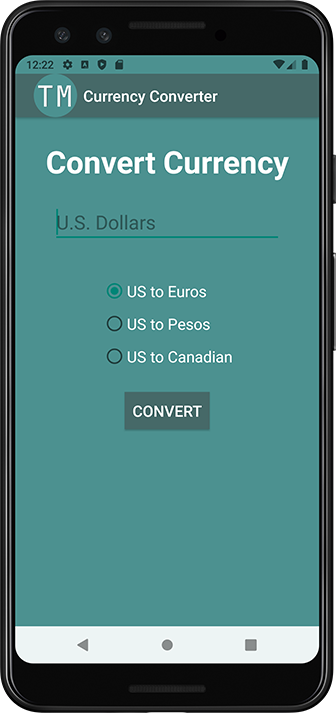 12:22
TM Currency Converter
Convert Currency
U.S. Dollars
US to Euros
US to Pesos
US to Canadian
CONVERT